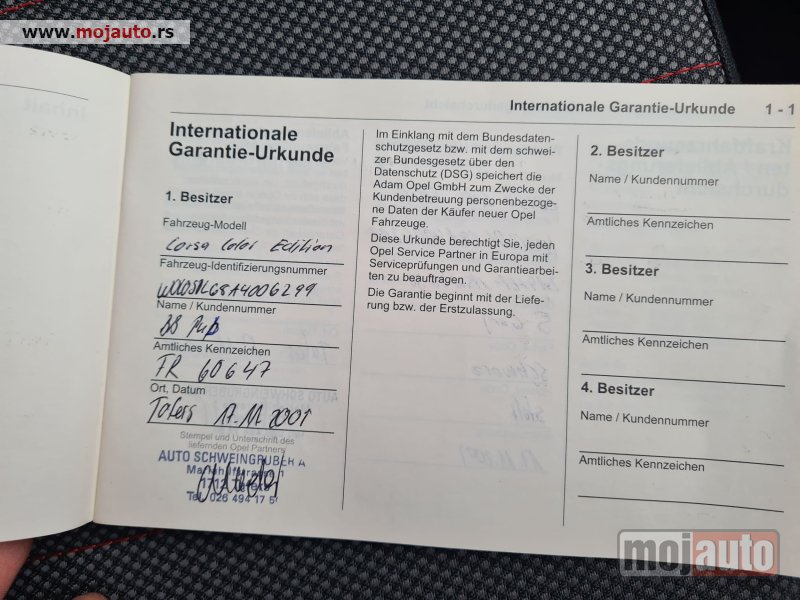 www.mojauto.rs
Internationale Garantie-Urkunde 1 - 1
Internationale
Garantie-Urkunde
1. Besitzer
Fahrzeug-Modell
Corsa Color Edition
Fahrzeug-Identifizierungsnummer
Name / Kundennummer
Amtliches Kennzeichen
FR 60647
Ort, Datum
Tafers
Stempel und Unterschrift des
liefernden Opel Partners
AUTO SCHWEINGRUBER A
Tel. 026 494 17 5
Im Einklang mit dem Bundesdaten-
schutzgesetz bzw. mit dem schwei-
zer Bundesgesetz über den
Datenschutz (DSG) speichert die
Adam Opel GmbH zum Zwecke der
Kundenbetreuung personenbezoge-
ne Daten der Käufer neuer Opel
Fahrzeuge.
Diese Urkunde berechtigt Sie, jeden
Opel Service Partner in Europa mit
Serviceprüfungen und Garantiearbei-
ten zu beauftragen.
Die Garantie beginnt mit der Liefe-
rung bzw. der Erstzulassung.
2. Besitzer
Name / Kundennummer
Amtliches Kennzeichen
3. Besitzer
Name / Kundennummer
Amtliches Kennzeichen
4. Besitzer
Name / Kundennummer
Amtliches Kennzeichen
mojauto